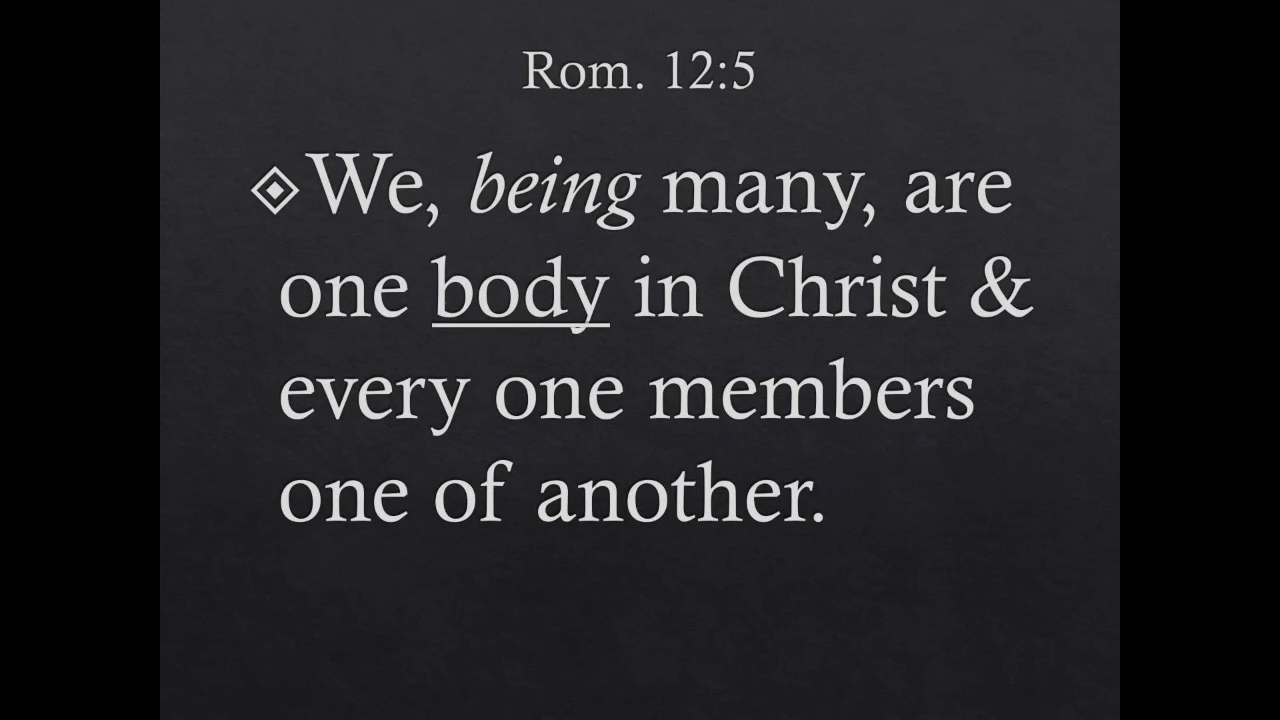 Rom. 12:5
We, being many, are
one body in Christ &
every one members
one of another.